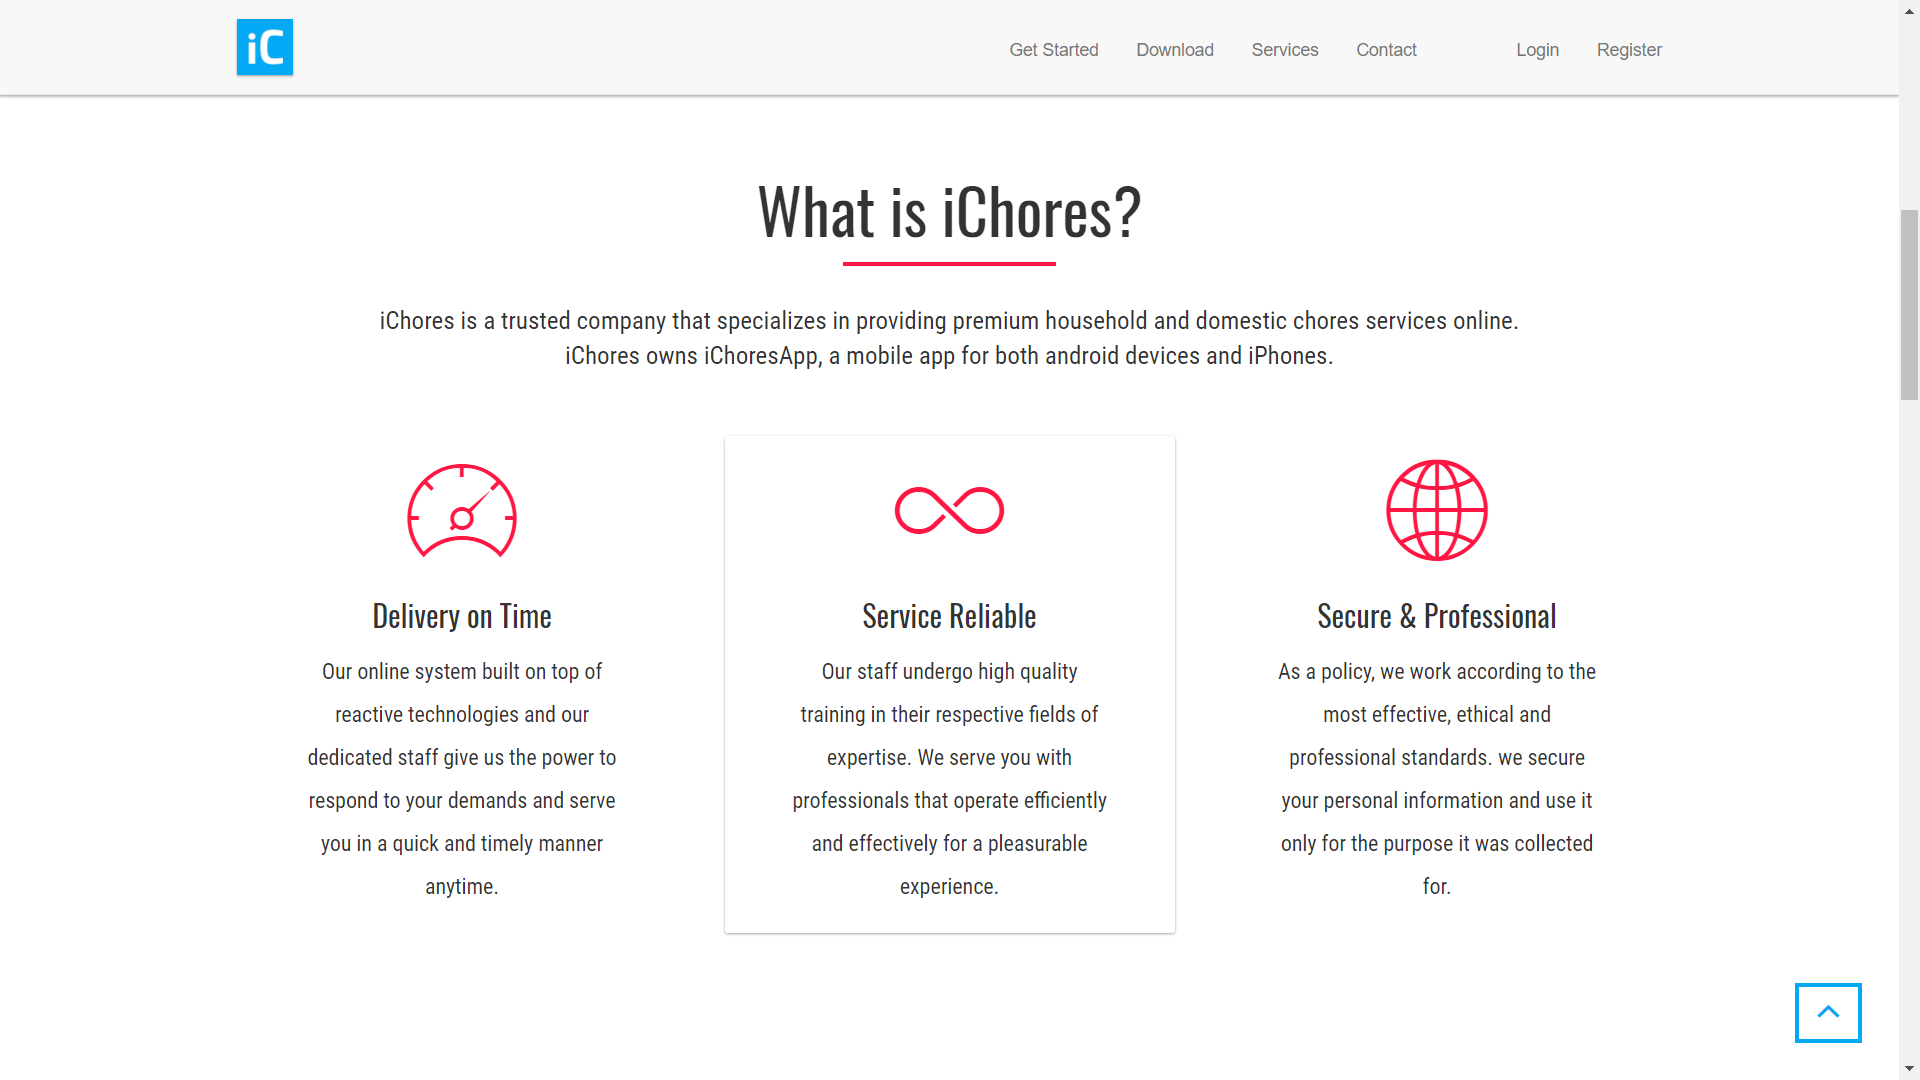 iC
Get Started
Download
Services
Contact
Login
Register
What is iChores?
iChores is a trusted company that specializes in providing premium household and domestic chores services online.
iChores owns iChoresApp, a mobile app for both android devices and iPhones.
Delivery on Time
Our online system built on top of
reactive technologies and our
dedicated staff give us the power to
respond to your demands and serve
you in a quick and timely manner
anytime.
Service Reliable
Our staff undergo high quality
training in their respective fields of
expertise. We serve you with
professionals that operate efficiently
and effectively for a pleasurable
experience.
Secure & Professional
As a policy, we work according to the
most effective, ethical and
professional standards. we secure
your personal information and use it
only for the purpose it was collected
for.